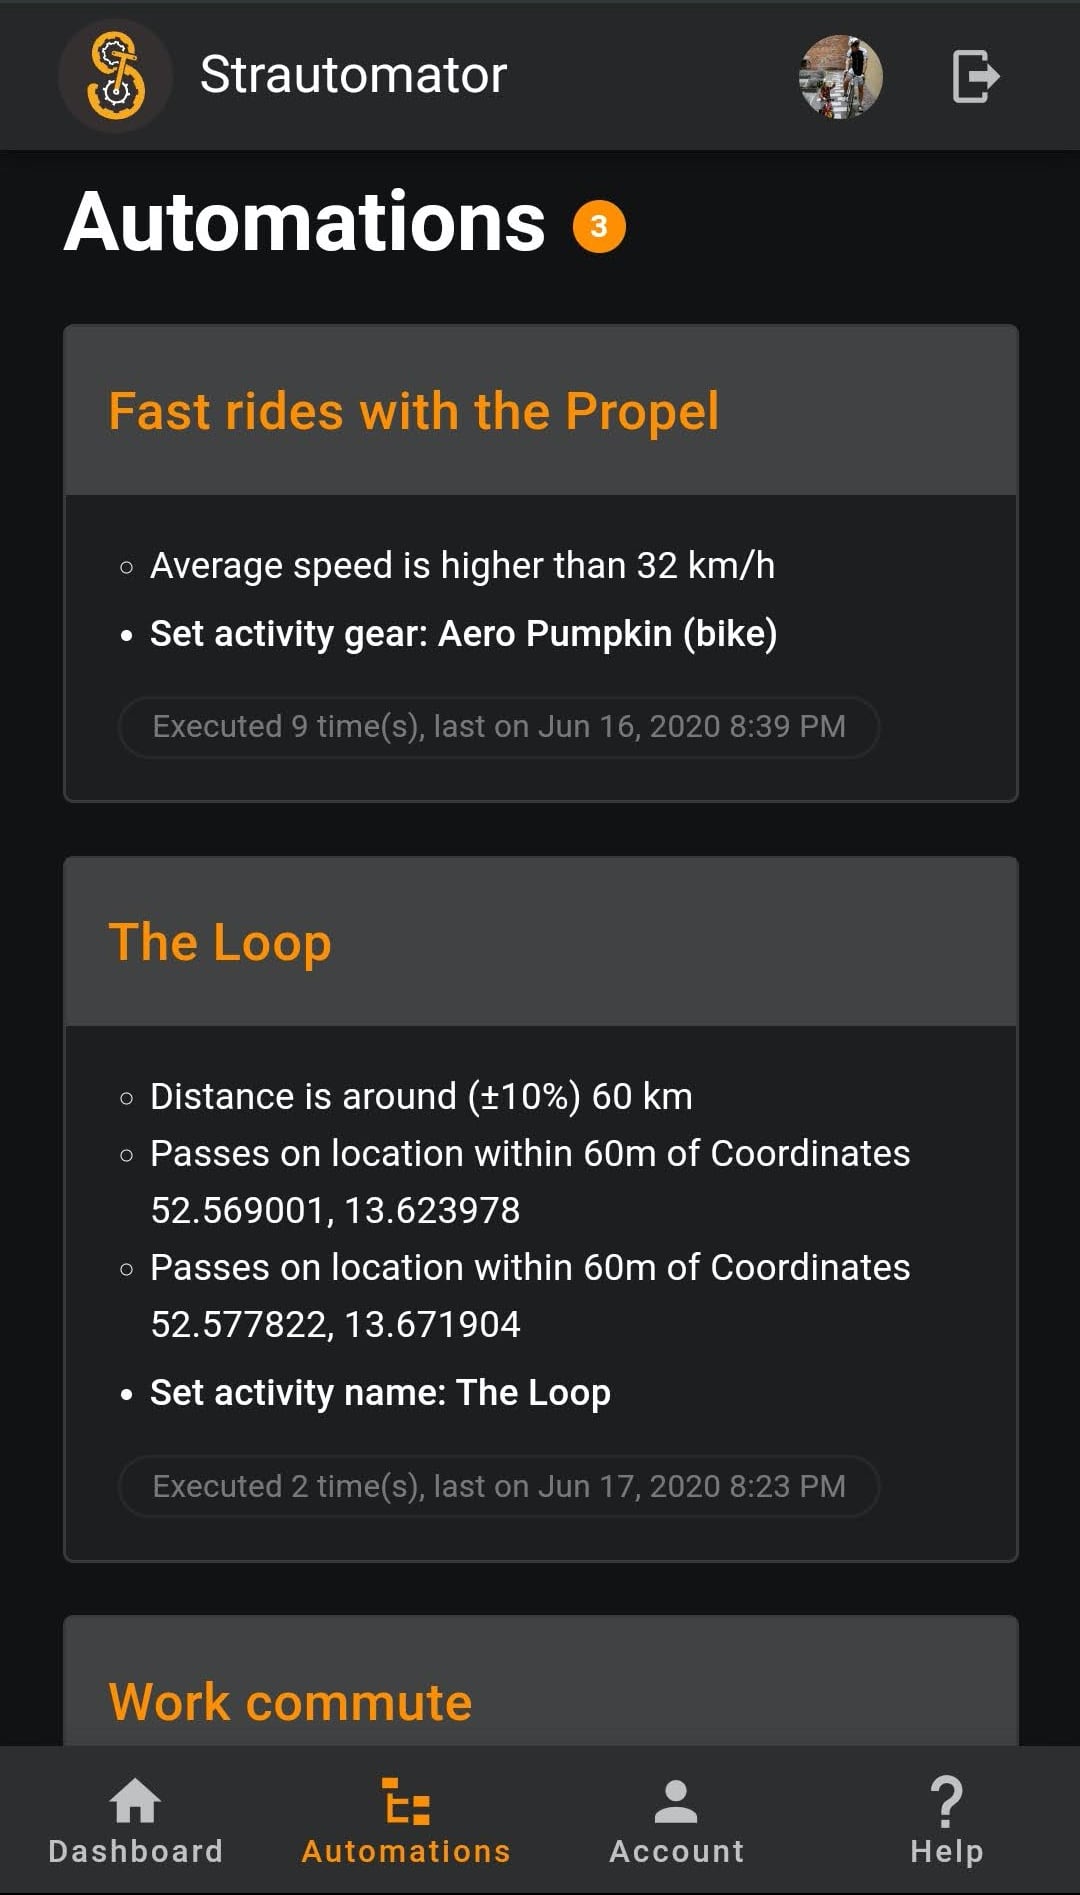 Strautomator
Automations 3
Fast rides with the Propel
Average speed is higher than 32 km/h
Set activity gear: Aero Pumpkin (bike)
Executed 9 time(s), last on Jun 16, 2020 8:39 PM
The Loop
Distance is around (±10%) 60 km
Passes on location within 60m of Coordinates
52.569001, 13.623978
Passes on location within 60m of Coordinates
52.577822, 13.671904
Set activity name: The Loop
Executed 2 time(s), last on Jun 17, 2020 8:23 PM
Work commute
Dashboard Automations Account Help